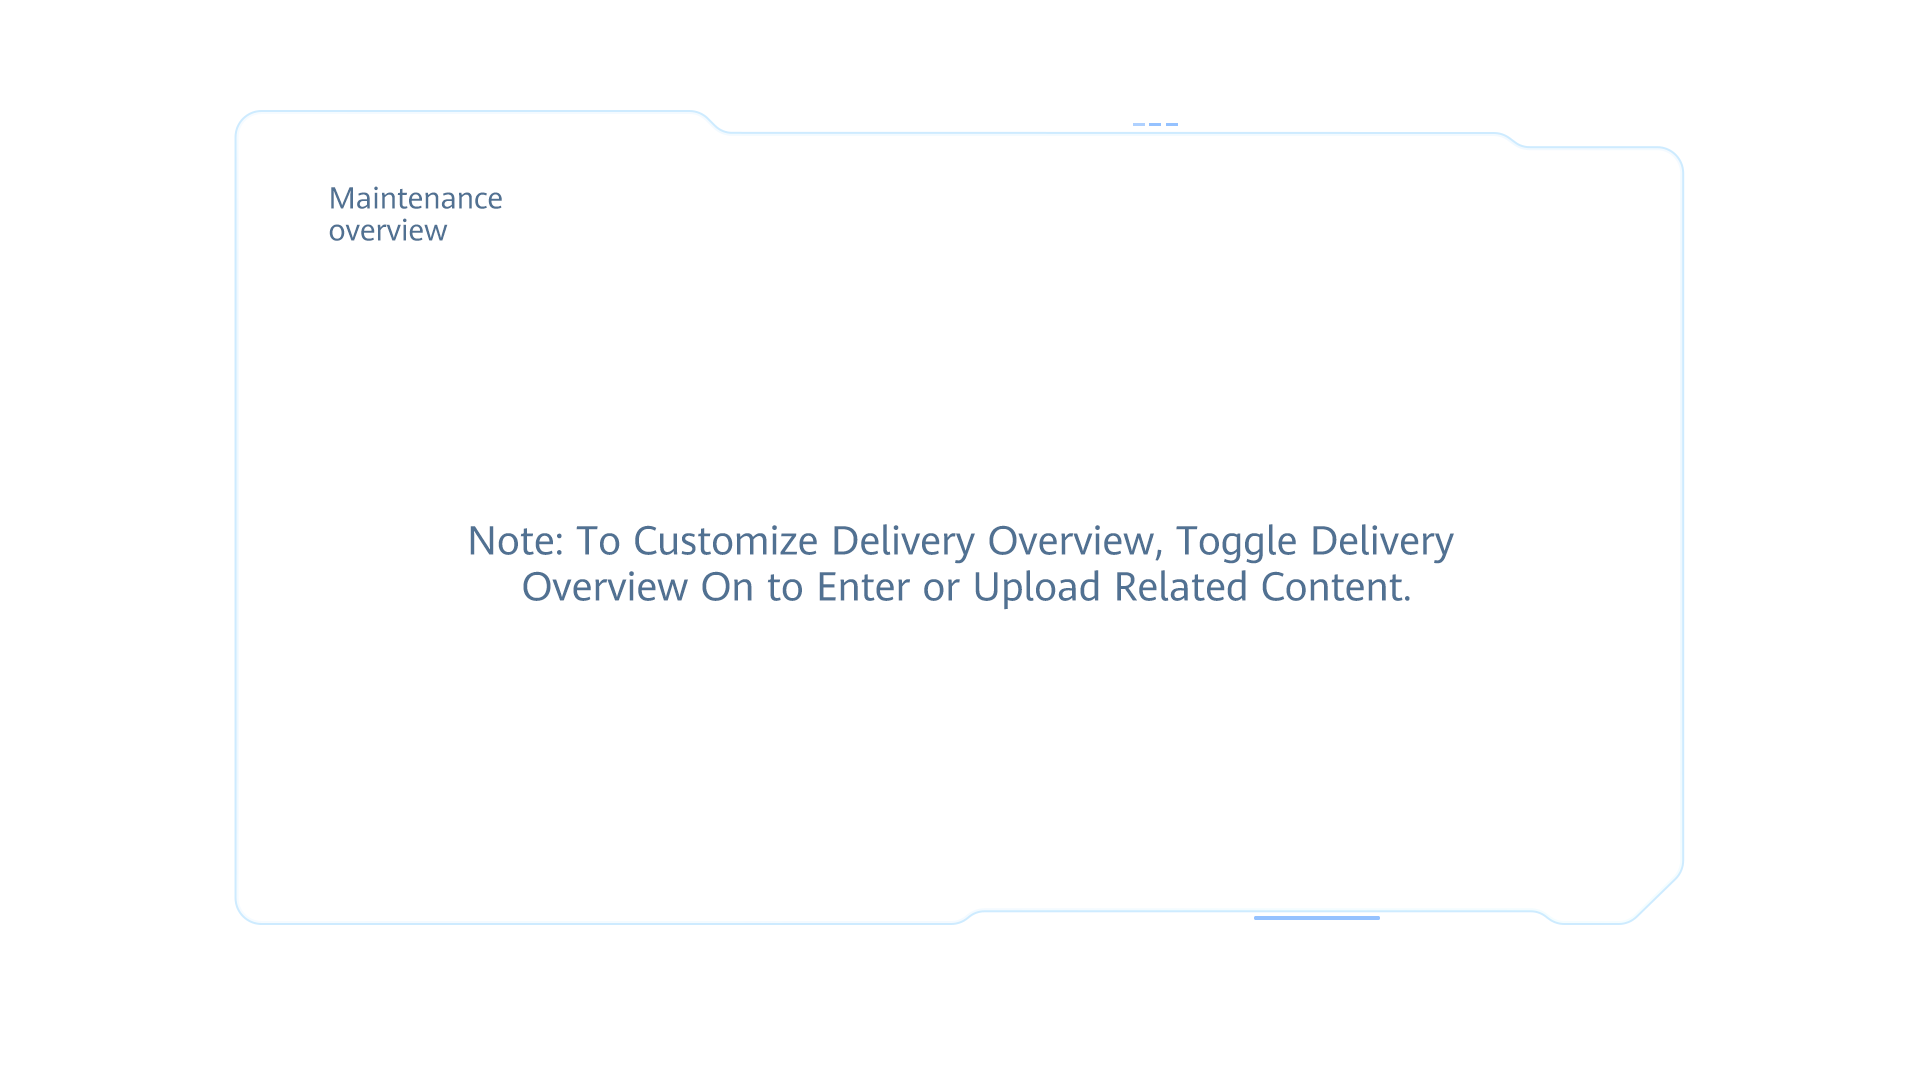 Maintenance
overview
Note: To Customize Delivery Overview, Toggle Delivery
Overview On to Enter or Upload Related Content.